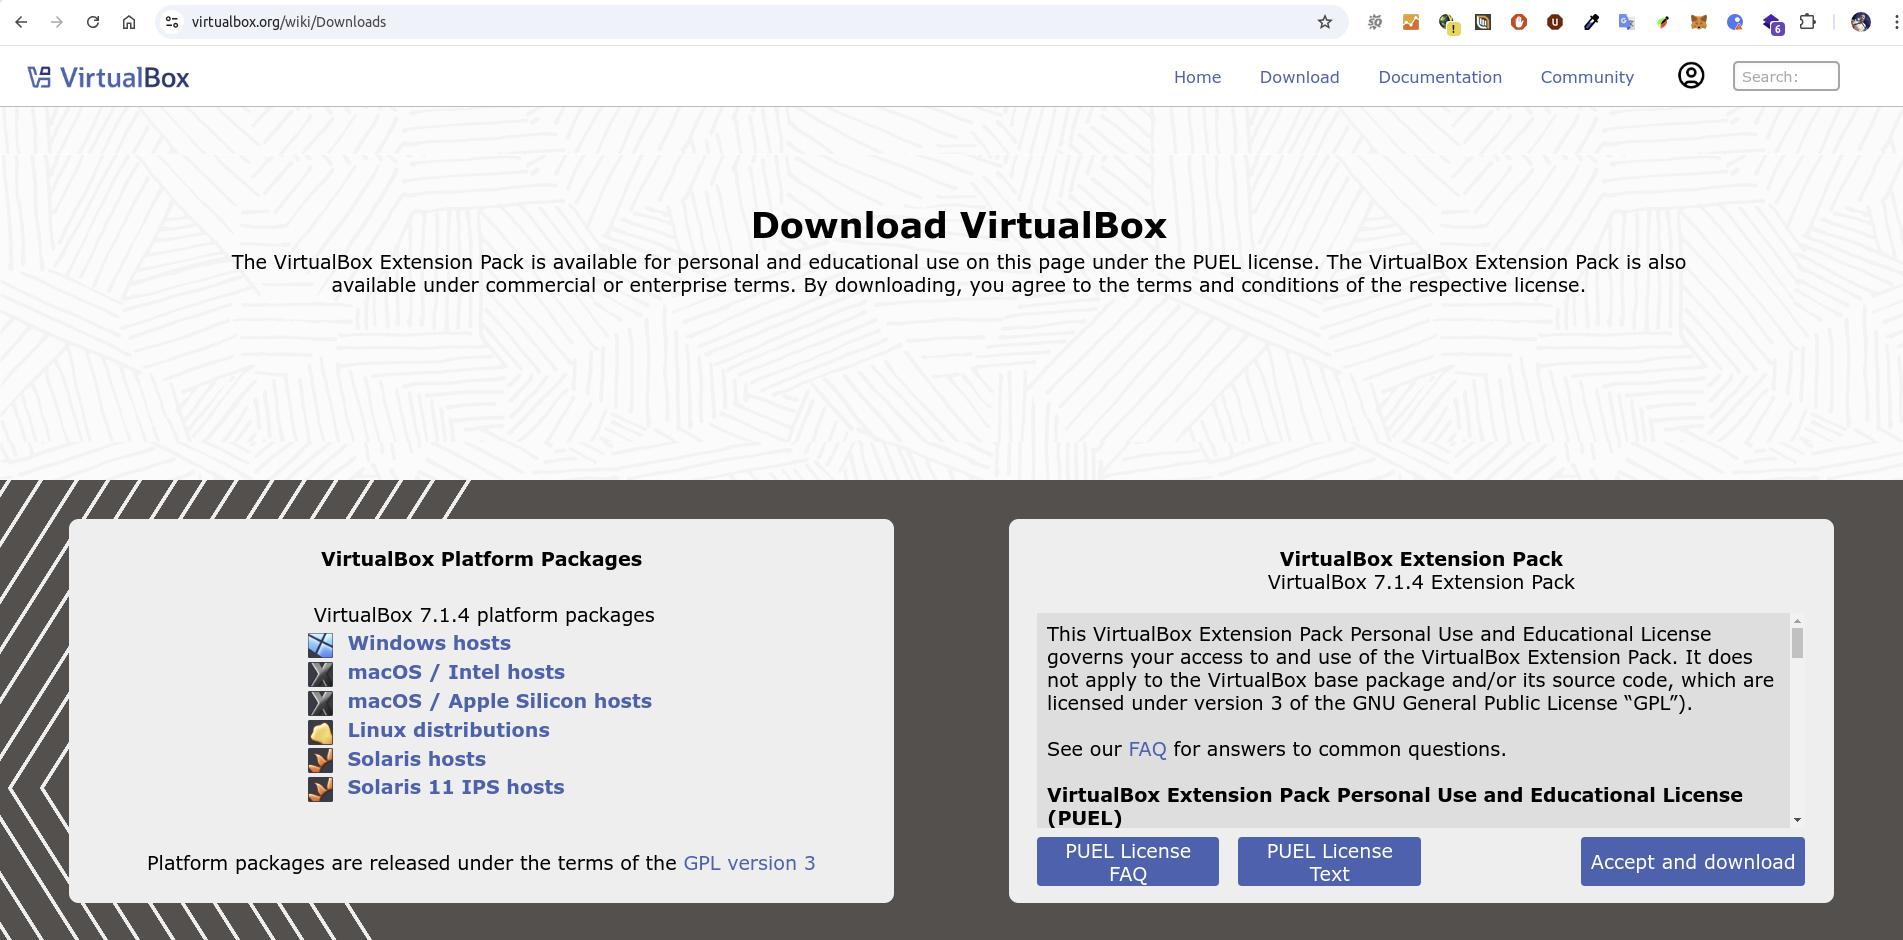 virtualbox.org/wiki/Downloads
6
VirtualBox
Home
Download
Documentation
Community
Search:
Download VirtualBox
The VirtualBox Extension Pack is available for personal and educational use on this page under the PUEL license. The VirtualBox Extension Pack is also
available under commercial or enterprise terms. By downloading, you agree to the terms and conditions of the respective license.
VirtualBox Platform Packages
VirtualBox 7.1.4 platform packages
Windows hosts
macOS / Intel hosts
macOS / Apple Silicon hosts
Linux distributions
Solaris hosts
Solaris 11 IPS hosts
Platform packages are released under the terms of the GPL version 3
VirtualBox Extension Pack
VirtualBox 7.1.4 Extension Pack
This VirtualBox Extension Pack Personal Use and Educational License
governs your access to and use of the VirtualBox Extension Pack. It does
not apply to the VirtualBox base package and/or its source code, which are
licensed under version 3 of the GNU General Public License “GPL”).
See our FAQ for answers to common questions.
VirtualBox Extension Pack Personal Use and Educational License
(PUEL)
PUEL License
FAQ
PUEL License
Text
Accept and download